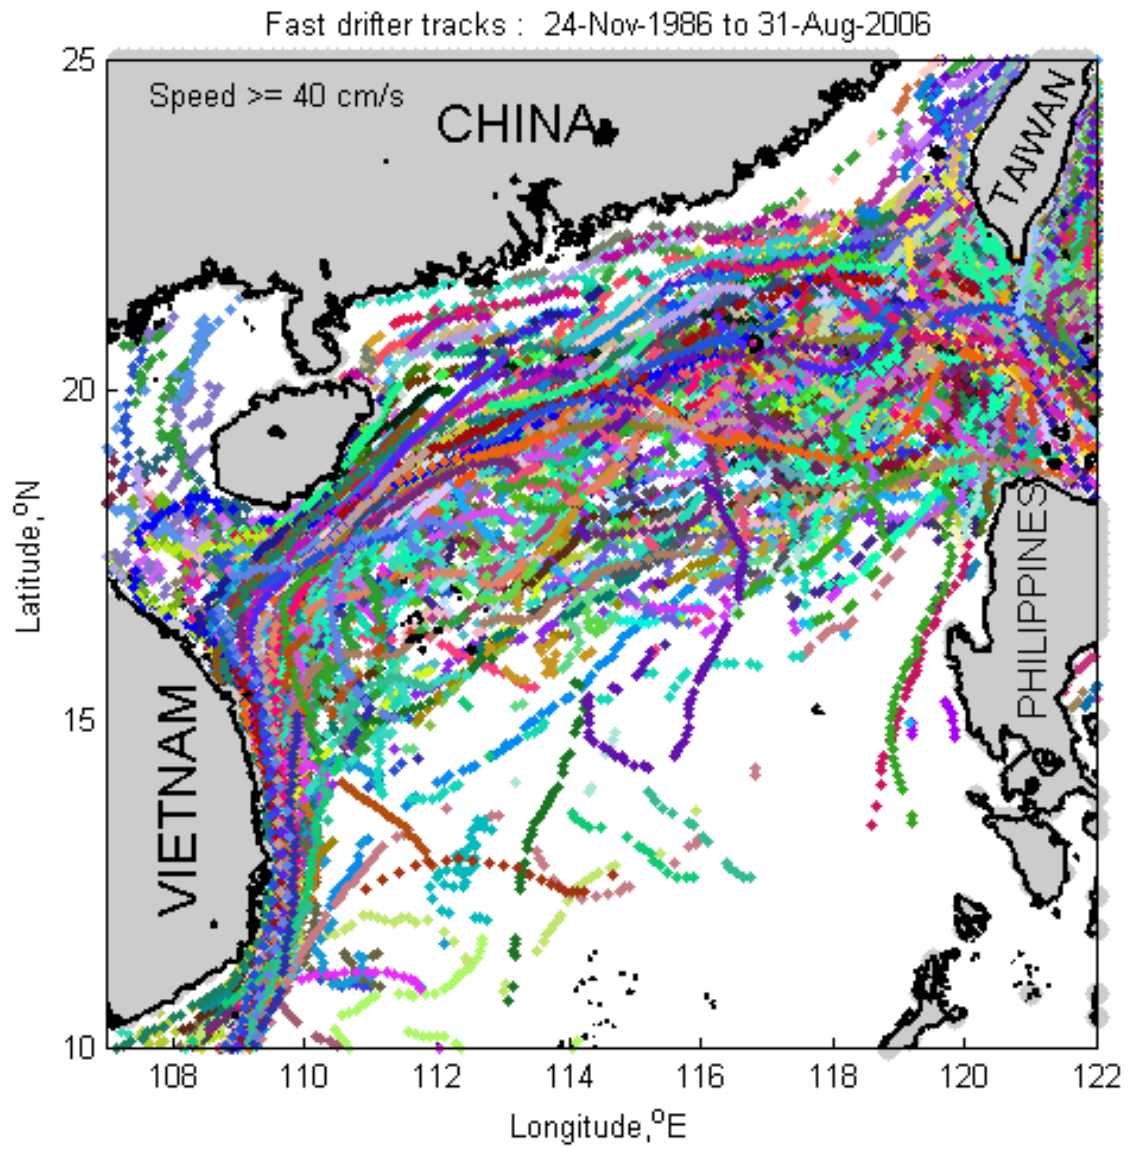 Fast drifter tracks : 24-Nov-1986 to 31-Aug-2006
25
Speed >= 40 cm/s
CHINA
TAIWAN
20
Latitude,°N
PHILIPPINES
15
VIETNAM
10
108 110 112 114 116 118 120 122
Longitude,°E